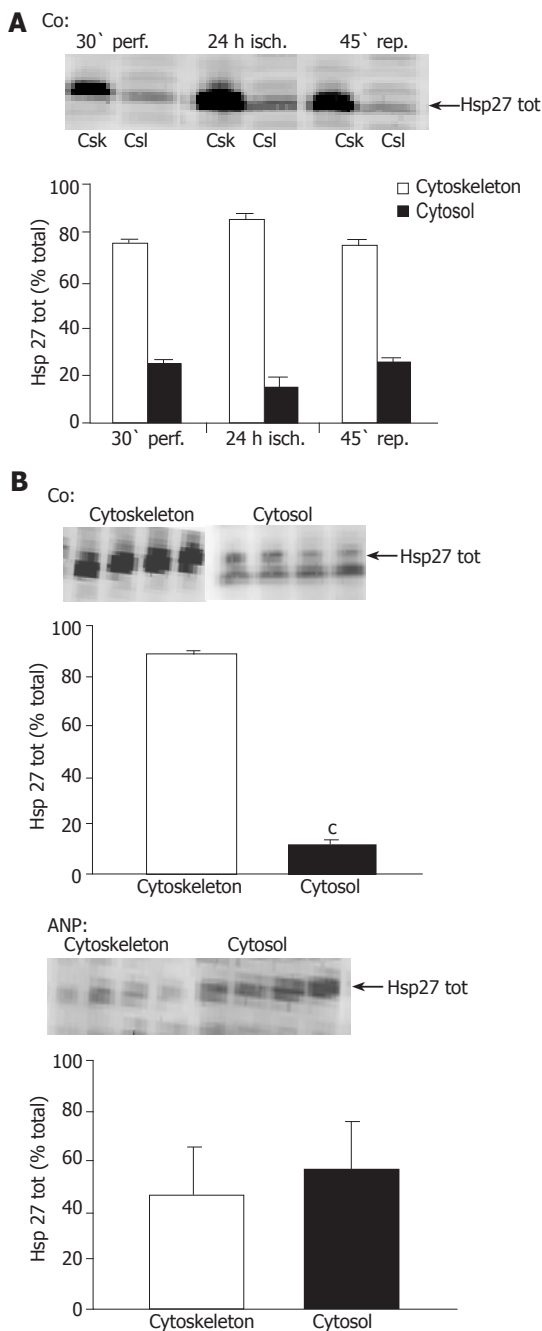 A Co:
30` perf. 24 h isch. 45` rep.
Hsp27 tot
Csk Csl Csk Csl Csk Csl
Hsp 27 tot (% total)
100
80
60
40
20
0
Cytoskeleton
Cytosol
30` perf. 24 h isch. 45` rep.
B Co:
Cytoskeleton Cytosol
Hsp27 tot
Hsp 27 tot (% total)
100
80
60
40
20
0
c
Cytoskeleton Cytosol
ANP:
Cytoskeleton Cytosol
Hsp27 tot
Hsp 27 tot (% total)
100
80
60
40
20
0
Cytoskeleton Cytosol